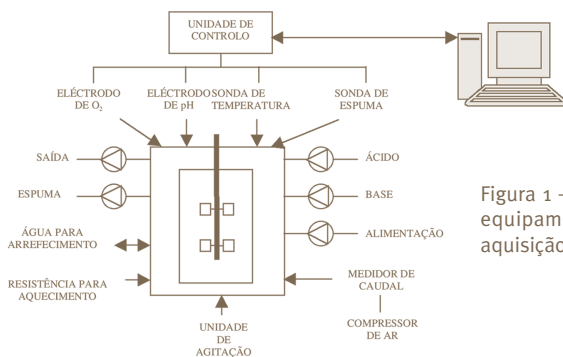 UNIDADE DE
CONTROLO
ELÉCTRODO
DE O₂
ELÉCTRODO
DE pH
SONDA DE
TEMPERATURA
SONDA DE
ESPUMA
SAÍDA
ÁCIDO
ESPUMA
BASE
ÁGUA PARA
ARREFECIMENTO
ALIMENTAÇÃO
RESISTÊNCIA PARA
AQUECIMENTO
MEDIDOR DE
CAUDAL
UNIDADE
DE
AGITAÇÃO
COMPRESSOR
DE AR
Figura 1 -
equipam
aquisição